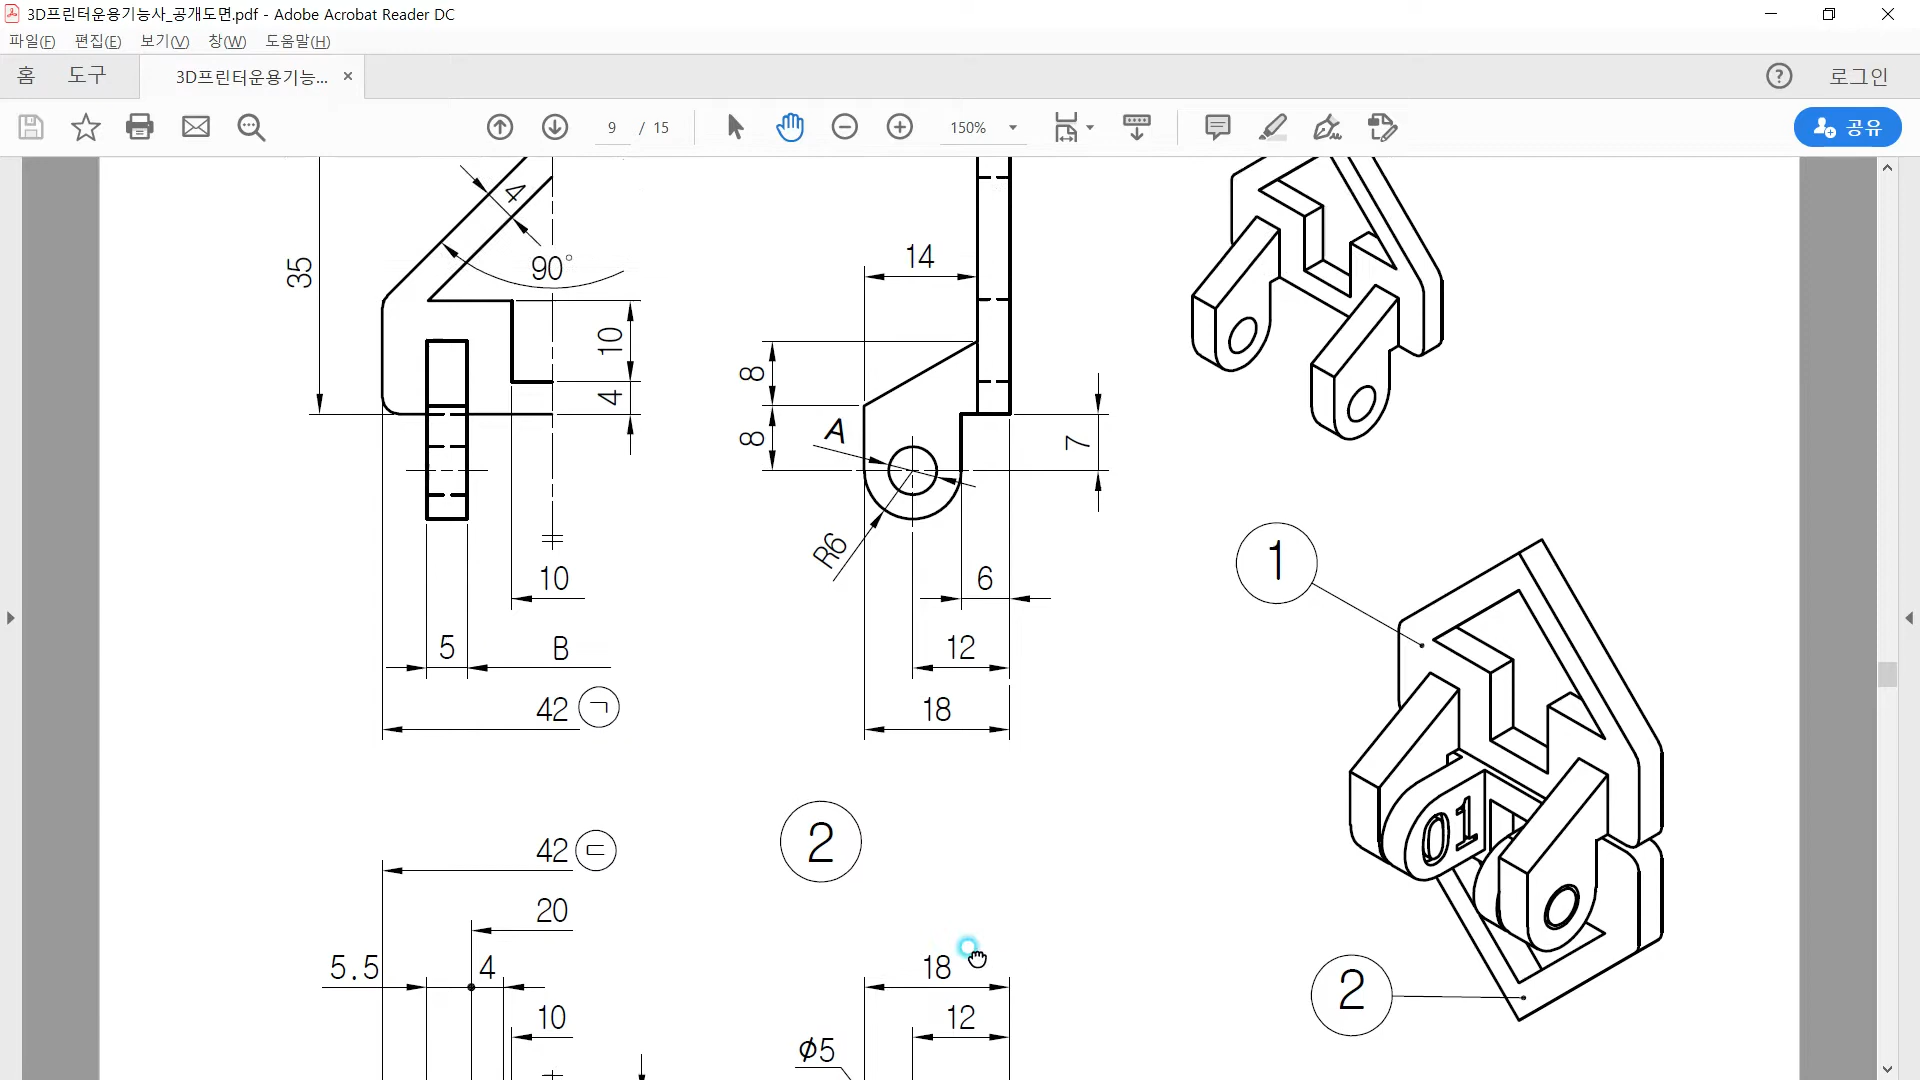 3D프린터운용기능사_공개도면.pdf - Adobe Acrobat Reader DC
파일(F) 편집(E) 보기(V) 창(W) 도움말(H)
홈 도구 3D프린터운용기능... × ? 로그인
9 / 15 150% 공유
4
90°
35
10
4
10
5 B
42 ㄱ
14
8
8
A
R6
7
6
12
18
1
01
2
2
42 ㄷ
20
5.5 4
10
18
12
ϕ5